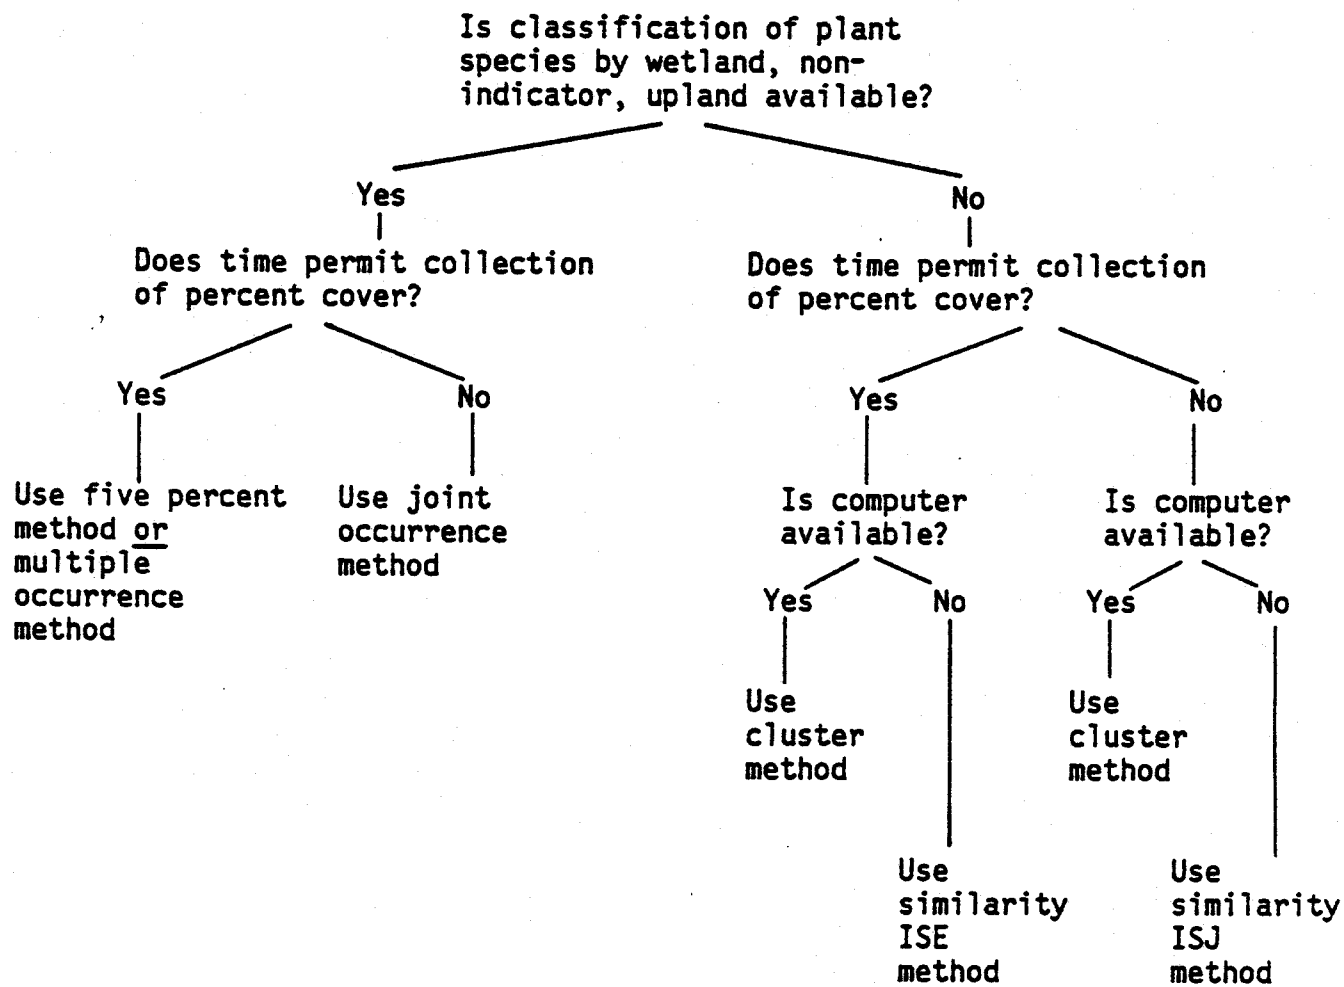 Is classification of plant
species by wetland, non-
indicator, upland available?
Yes
No
Does time permit collection
of percent cover?
Does time permit collection
of percent cover?
Yes
No
Yes
No
Use five percent
method or
multiple
occurrence
method
Use joint
occurrence
method
Is computer
available?
Is computer
available?
Yes
No
Yes
No
Use
cluster
method
Use
cluster
method
Use
similarity
ISE
method
Use
similarity
ISJ
method